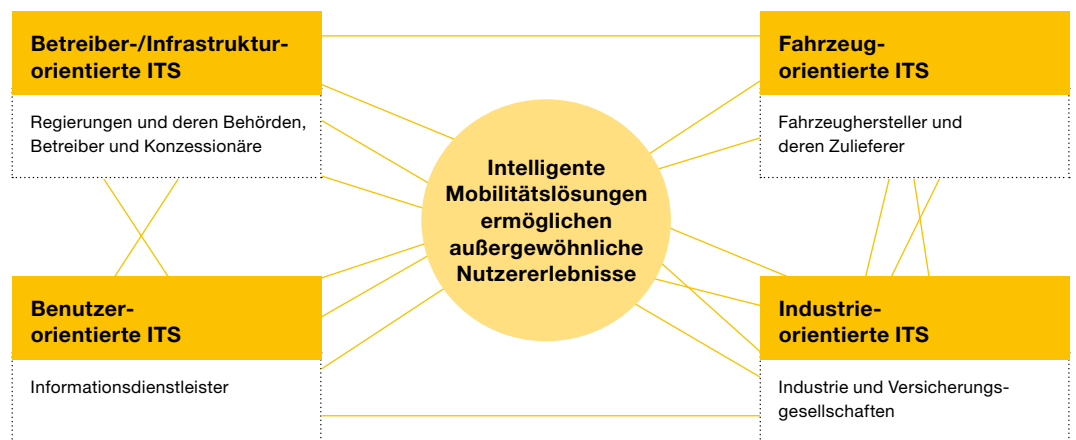 Betreiber-/Infrastruktur-
orientierte ITS
Regierungen und deren Behörden,
Betreiber und Konzessionäre
Fahrzeug-
orientierte ITS
Fahrzeughersteller und
deren Zulieferer
Intelligente
Mobilitätslösungen
ermöglichen
außergewöhnliche
Nutzererlebnisse
Benutzer-
orientierte ITS
Informationsdienstleister
Industrie-
orientierte ITS
Industrie und Versicherungs-
gesellschaften